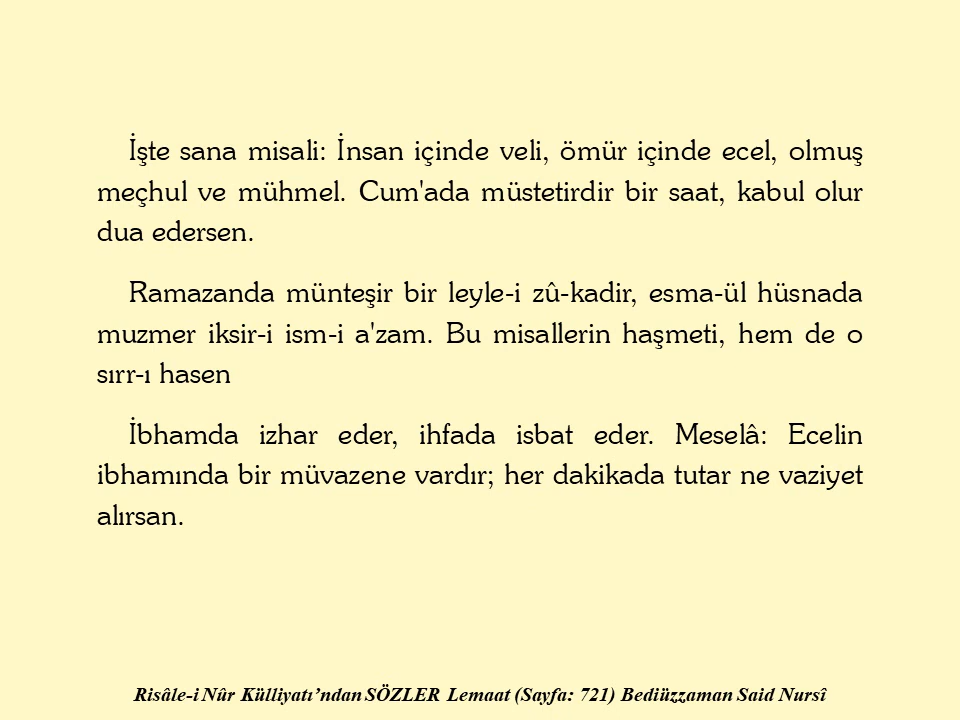 İşte sana misali: İnsan içinde veli, ömür içinde ecel, olmuş
meçhul ve mühmel. Cum'ada müstetirdir bir saat, kabul olur
dua edersen.
Ramazanda münteşir bir leyle-i zû-kadir, esma-ül hüsnada
muzmer iksir-i ism-i a'zam. Bu misallerin haşmeti, hem de o
sırr-ı hasen
İbhamda izhar eder, ihfada isbat eder. Meselâ: Ecelin
ibhamında bir müvazene vardır; her dakikada tutar ne vaziyet
alırsan.
Risâle-i Nûr Külliyatı’ndan SÖZLER Lemaat (Sayfa: 721) Bediüzzaman Said Nursî